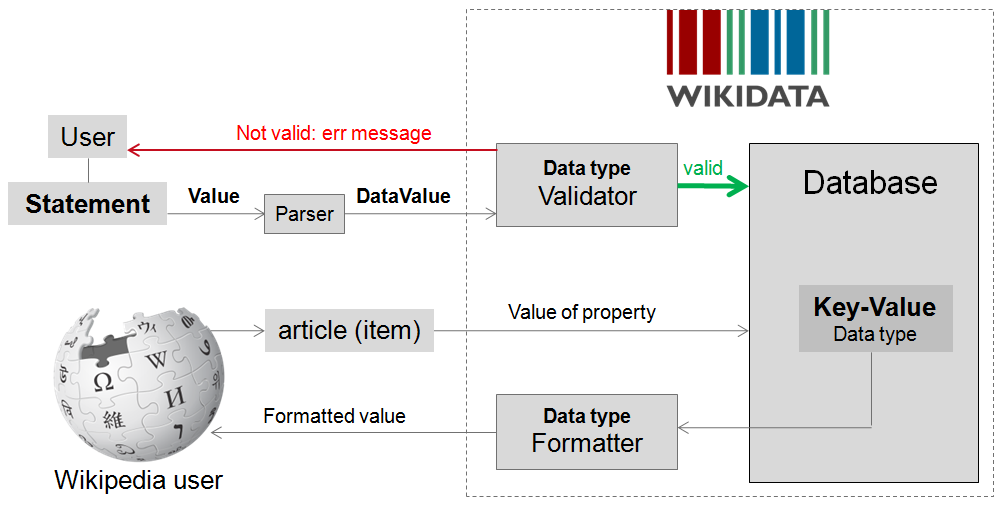 WIKIDATA
User
Not valid: err message
Data type
Validator
valid
Database
Statement
Value
Parser
DataValue
Key-Value
Data type
article (item)
Value of property
Ω
W
И
維
Formatted value
Data type
Formatter
Wikipedia user